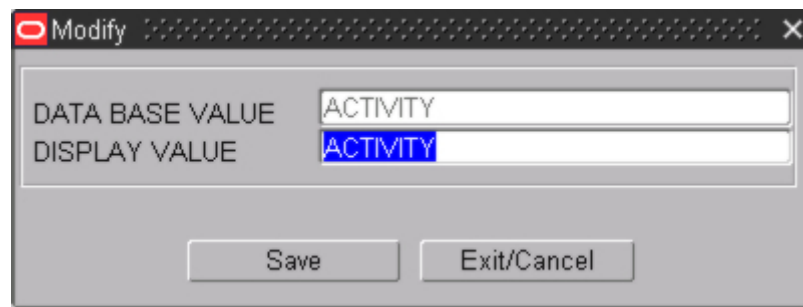 Modify
DATA BASE VALUE ACTIVITY
DISPLAY VALUE ACTIVITY
Save Exit/Cancel